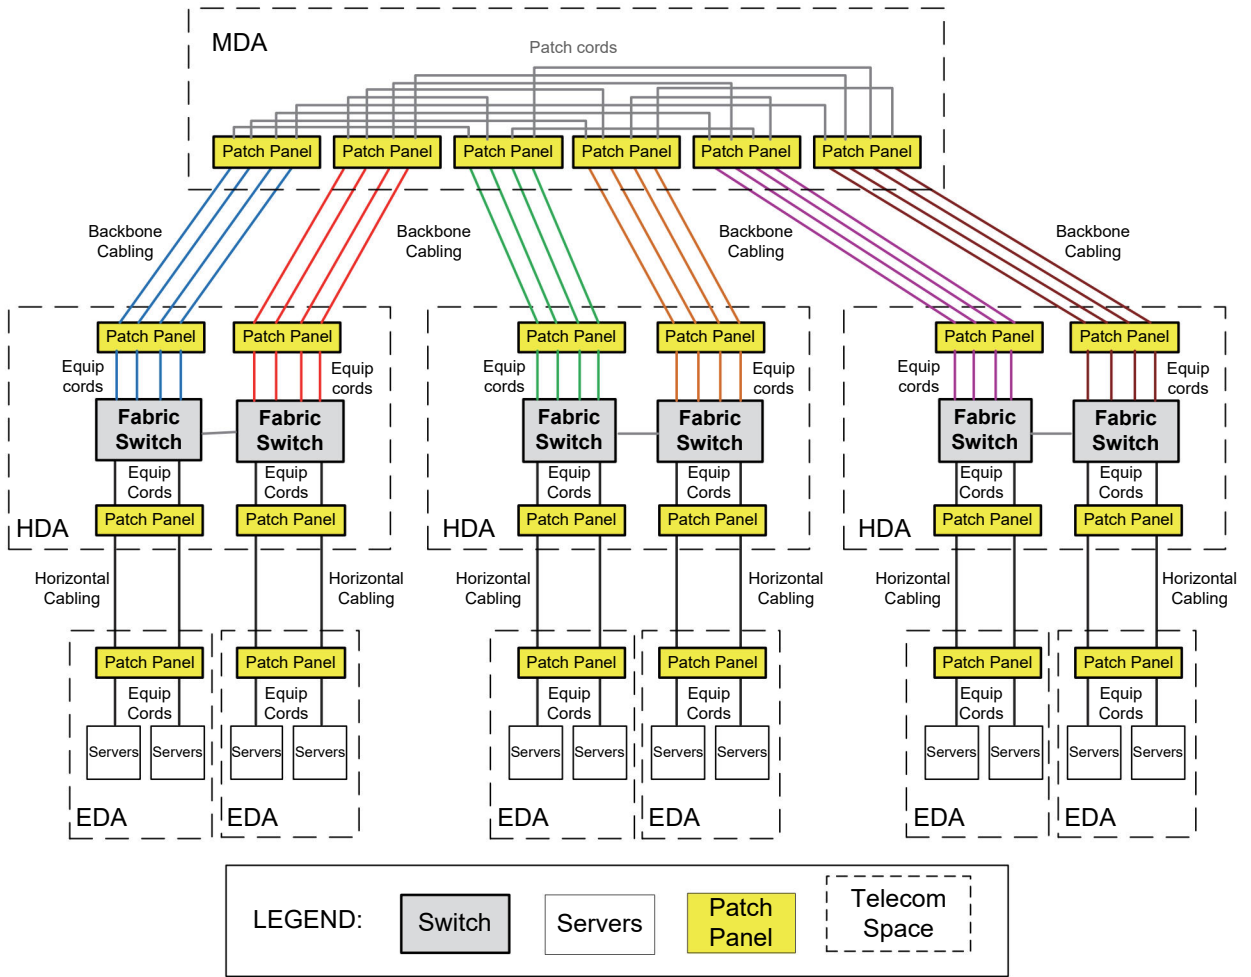 MDA
Patch cords
Patch Panel
Patch Panel
Patch Panel
Patch Panel
Patch Panel
Patch Panel
Backbone
Cabling
Backbone
Cabling
Backbone
Cabling
Backbone
Cabling
Patch Panel
Patch Panel
Patch Panel
Patch Panel
Patch Panel
Patch Panel
Equip
cords
Equip
cords
Equip
cords
Equip
cords
Equip
cords
Equip
cords
Fabric
Switch
Fabric
Switch
Fabric
Switch
Fabric
Switch
Fabric
Switch
Fabric
Switch
Equip
Cords
Equip
Cords
Equip
Cords
Equip
Cords
Equip
Cords
Equip
Cords
HDA
Patch Panel
Patch Panel
HDA
Patch Panel
Patch Panel
HDA
Patch Panel
Patch Panel
Horizontal
Cabling
Horizontal
Cabling
Horizontal
Cabling
Horizontal
Cabling
Horizontal
Cabling
Horizontal
Cabling
Patch Panel
Patch Panel
Patch Panel
Patch Panel
Patch Panel
Patch Panel
Equip
Cords
Equip
Cords
Equip
Cords
Equip
Cords
Equip
Cords
Equip
Cords
Servers
Servers
Servers
Servers
Servers
Servers
Servers
Servers
Servers
Servers
Servers
Servers
EDA
EDA
EDA
EDA
EDA
EDA
LEGEND:
Switch
Servers
Patch
Panel
Telecom
Space